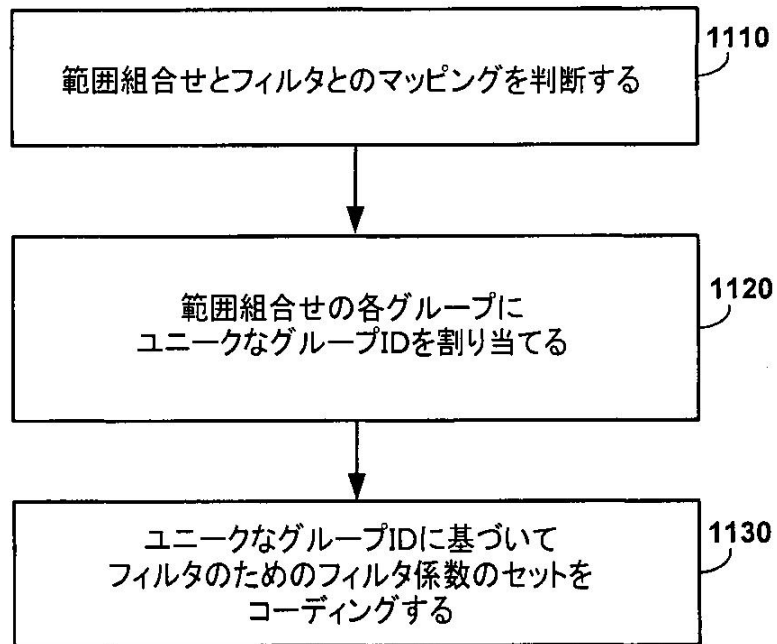 1110
範囲組合せとフィルタとのマッピングを判断する
1120
範囲組合せの各グループに
ユニークなグループIDを割り当てる
1130
ユニークなグループIDに基づいて
フィルタのためのフィルタ係数のセットを
コーディングする